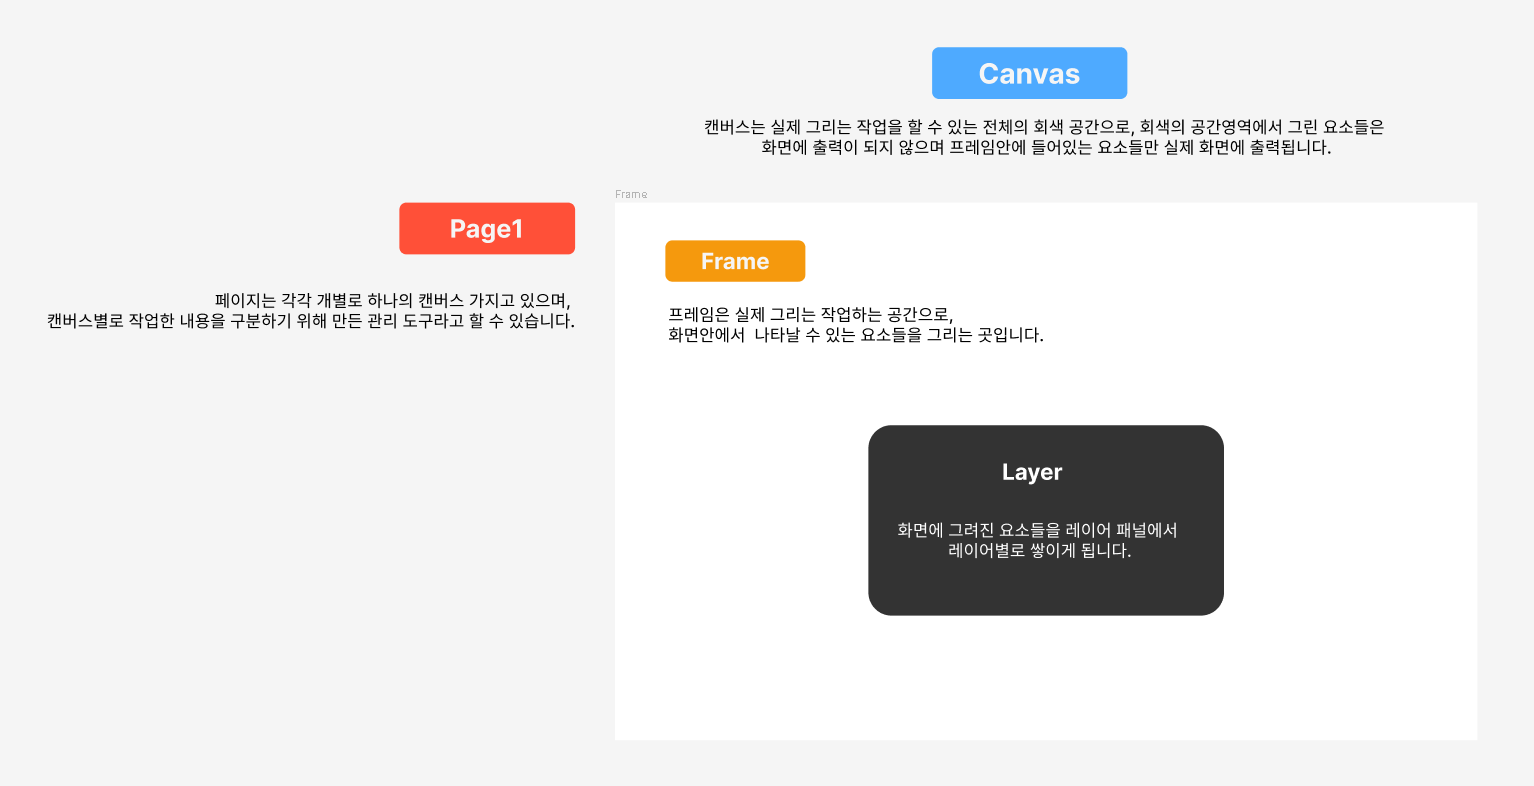 Canvas
캔버스는 실제 그리는 작업을 할 수 있는 전체의 회색 공간으로, 회색의 공간영역에서 그린 요소들은
화면에 출력이 되지 않으며 프레임안에 들어있는 요소들만 실제 화면에 출력됩니다.
Frame
Page1
페이지는 각각 개별로 하나의 캔버스 가지고 있으며,
캔버스별로 작업한 내용을 구분하기 위해 만든 관리 도구라고 할 수 있습니다.
Frame
프레임은 실제 그리는 작업하는 공간으로,
화면안에서 나타날 수 있는 요소들을 그리는 곳입니다.
Layer
화면에 그려진 요소들을 레이어 패널에서
레이어별로 쌓이게 됩니다.